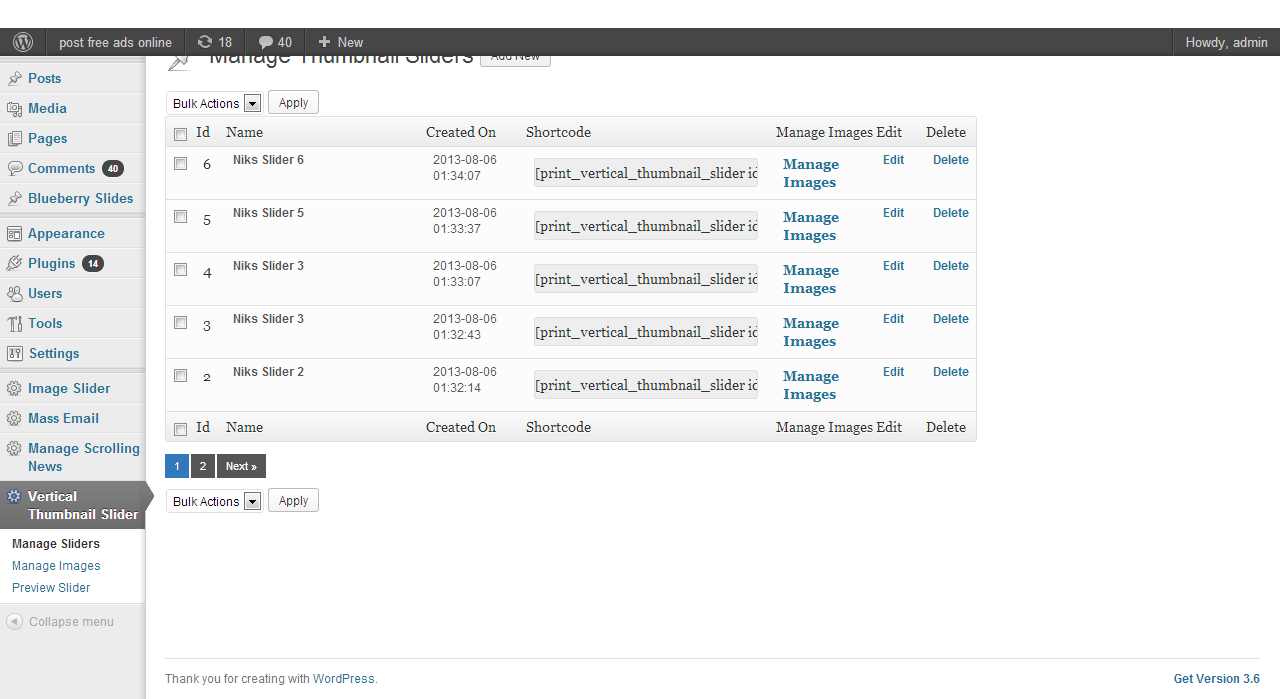 post free ads online 18 40 New Howdy, admin
Manage Thumbnail Sliders Add New
Posts
Media
Pages
Comments 40
Blueberry Slides
Appearance
Plugins 14
Users
Tools
Settings
Image Slider
Mass Email
Manage Scrolling
News
Vertical
Thumbnail Slider
Manage Sliders
Manage Images
Preview Slider
Collapse menu
Bulk Actions Apply
Id Name Created On Shortcode Manage Images Edit Delete
6 Niks Slider 6 2013-08-06 [print_vertical_thumbnail_slider id Manage Edit Delete
01:34:07 Images
5 Niks Slider 5 2013-08-06 [print_vertical_thumbnail_slider id Manage Edit Delete
01:33:37 Images
4 Niks Slider 3 2013-08-06 [print_vertical_thumbnail_slider id Manage Edit Delete
01:33:07 Images
3 Niks Slider 3 2013-08-06 [print_vertical_thumbnail_slider id Manage Edit Delete
01:32:43 Images
2 Niks Slider 2 2013-08-06 [print_vertical_thumbnail_slider id Manage Edit Delete
01:32:14 Images
Id Name Created On Shortcode Manage Images Edit Delete
1 2 Next »
Bulk Actions Apply
Thank you for creating with WordPress. Get Version 3.6